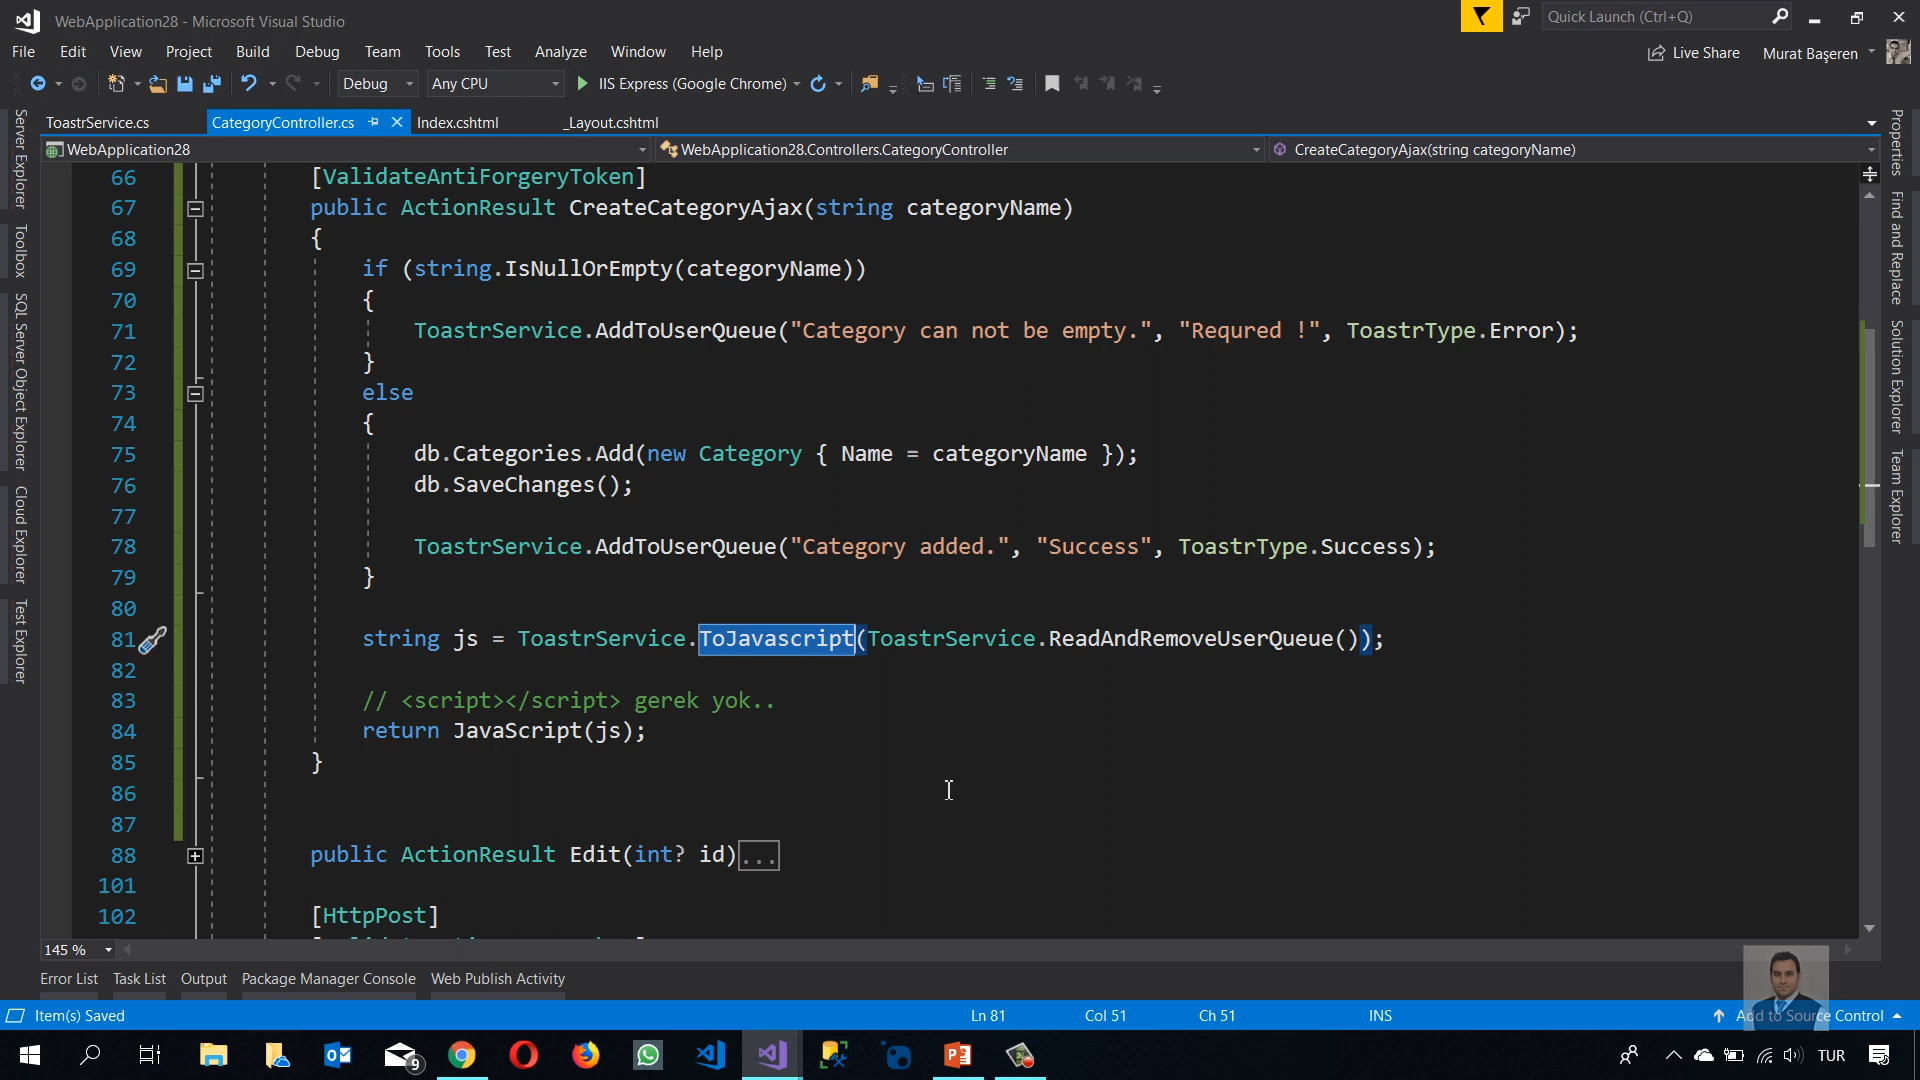 WebApplication28 - Microsoft Visual Studio
Quick Launch (Ctrl+Q)
File Edit View Project Build Debug Team Tools Test Analyze Window Help
Live Share Murat Başeren
Debug Any CPU IIS Express (Google Chrome)
ToastrService.cs CategoryController.cs Index.cshtml _Layout.cshtml
WebApplication28 WebApplication28.Controllers.CategoryController CreateCategoryAjax(string categoryName)
Server Explorer
Toolbox
SQL Server Object Explorer
Cloud Explorer
Test Explorer
66 [ValidateAntiForgeryToken]
67 public ActionResult CreateCategoryAjax(string categoryName)
68 {
69 if (string.IsNullOrEmpty(categoryName))
70 {
71 ToastrService.AddToUserQueue("Category can not be empty.", "Requred !", ToastrType.Error);
72 }
73 else
74 {
75 db.Categories.Add(new Category { Name = categoryName });
76 db.SaveChanges();
77
78 ToastrService.AddToUserQueue("Category added.", "Success", ToastrType.Success);
79 }
80
81 string js = ToastrService.ToJavascript(ToastrService.ReadAndRemoveUserQueue());
82
83 // <script></script> gerek yok..
84 return JavaScript(js);
85 }
86
87
88 public ActionResult Edit(int? id)...
101
102 [HttpPost]
Properties
Find and Replace
Solution Explorer
Team Explorer
145 %
Error List Task List Output Package Manager Console Web Publish Activity
Item(s) Saved Ln 81 Col 51 Ch 51 INS Add to Source Control
9 TUR